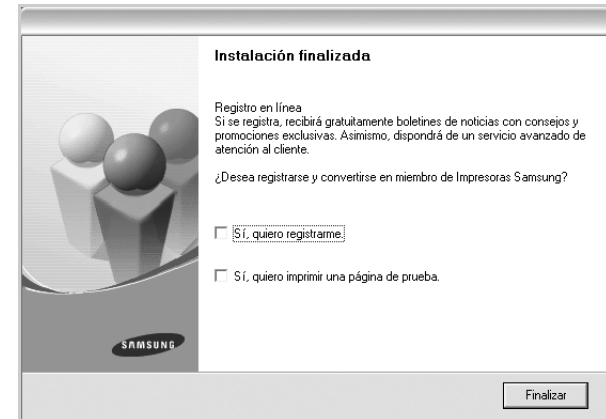 Instalación finalizada
Registro en línea
Si se registra, recibirá gratuitamente boletines de noticias con consejos y
promociones exclusivas. Asimismo, dispondrá de un servicio avanzado de
atención al cliente.
¿Desea registrarse y convertirse en miembro de Impresoras Samsung?
Sí, quiero registrarme.
Sí, quiero imprimir una página de prueba.
SAMSUNG
Finalizar